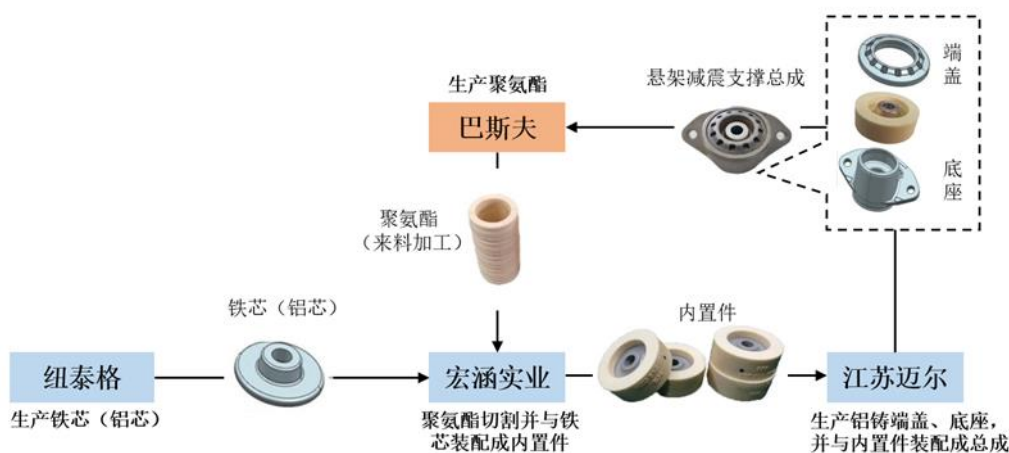 端
盖
悬架减震支撑总成
生产聚氨酯
巴斯夫
底
座
聚氨酯
（来料加工）
铁芯（铝芯）
内置件
纽泰格
宏涵实业
江苏迈尔
生产铁芯（铝芯）
聚氨酯切割并与铁
芯装配成内置件
生产铝铸端盖、底座，
并与内置件装配成总成